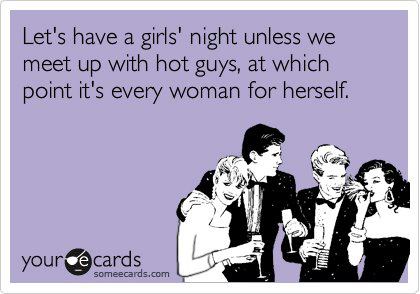 Let's have a girls' night unless we
meet up with hot guys, at which
point it's every woman for herself.
your e cards
someecards.com